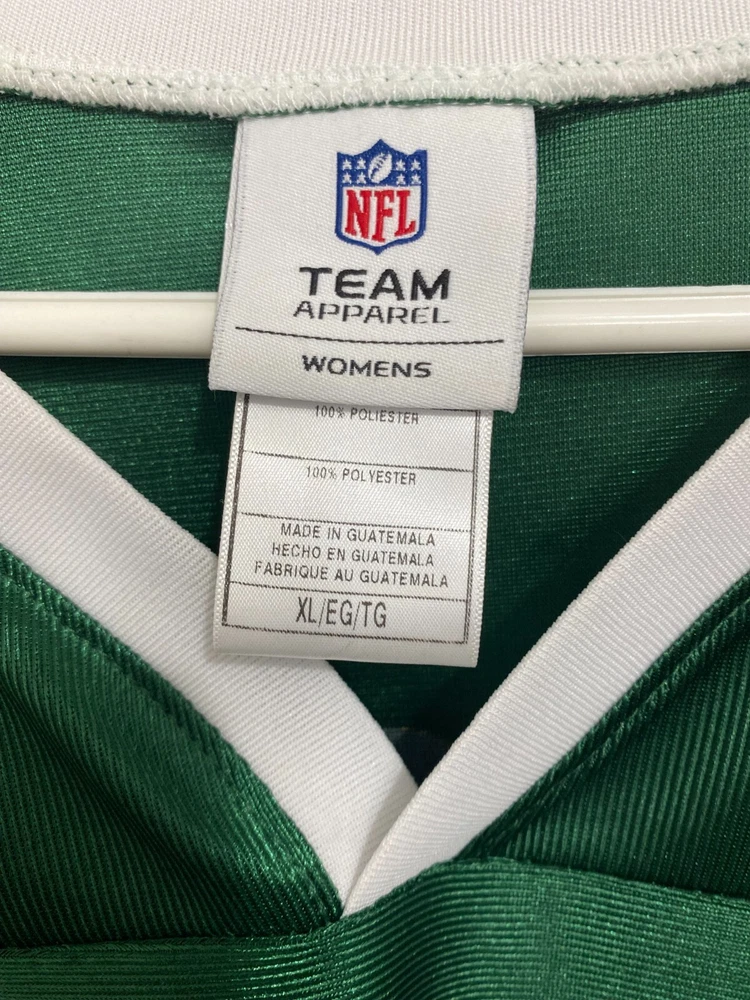 NFL
TEAM
APPAREL
WOMENS
100% POLIESTER
100% POLYESTER
MADE IN GUATEMALA
HECHO EN GUATEMALA
FABRIQUE AU GUATEMALA
XL/EG/TG